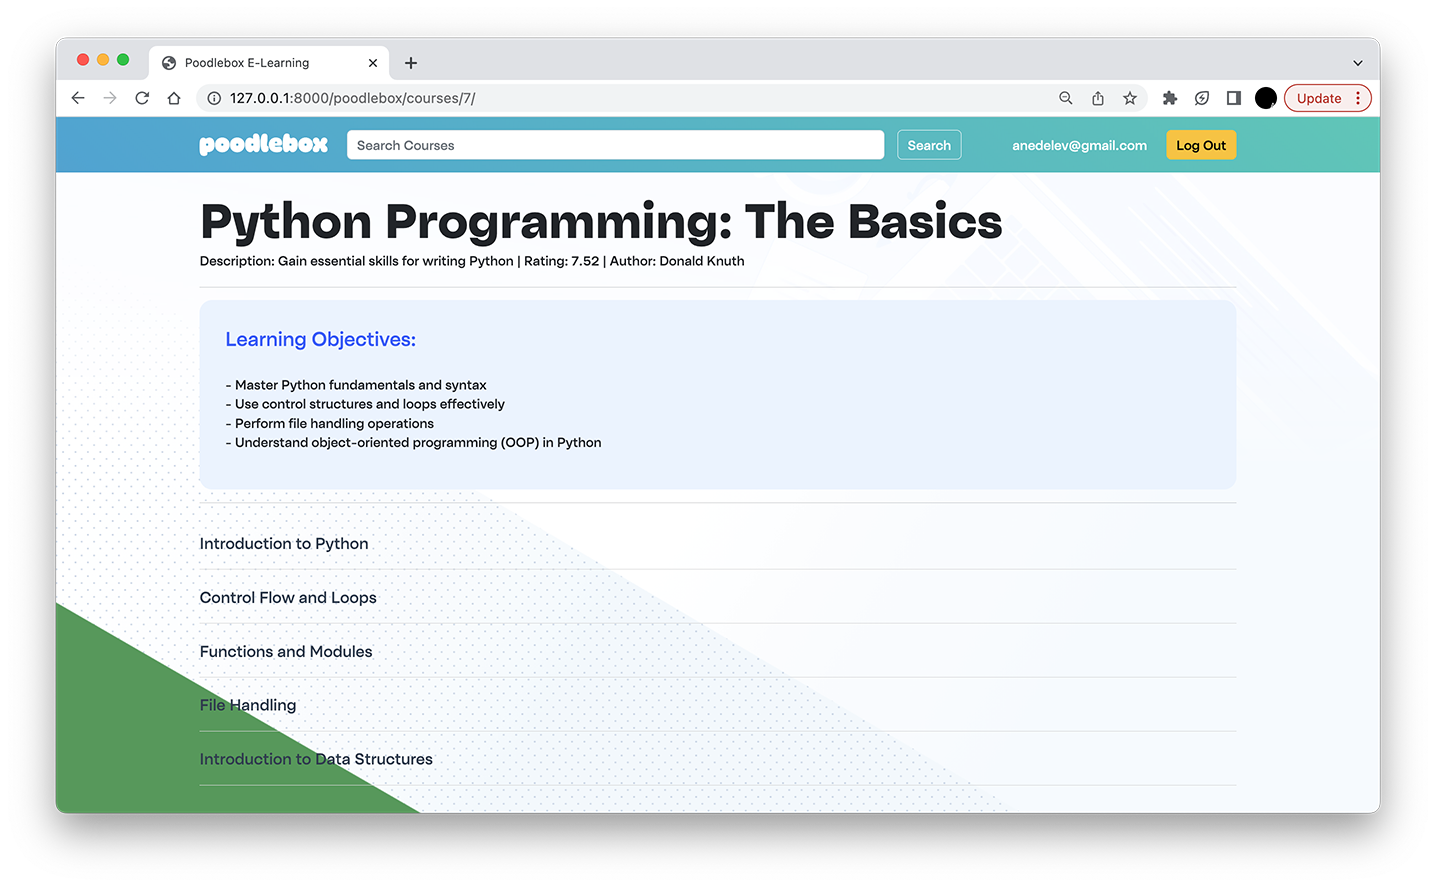 Poodlebox E-Learning
127.0.0.1:8000/poodlebox/courses/7/
Update
poodlebox
Search Courses
Search
anedelev@gmail.com
Log Out
Python Programming: The Basics
Description: Gain essential skills for writing Python | Rating: 7.52 | Author: Donald Knuth
Learning Objectives:
- Master Python fundamentals and syntax
- Use control structures and loops effectively
- Perform file handling operations
- Understand object-oriented programming (OOP) in Python
Introduction to Python
Control Flow and Loops
Functions and Modules
File Handling
Introduction to Data Structures